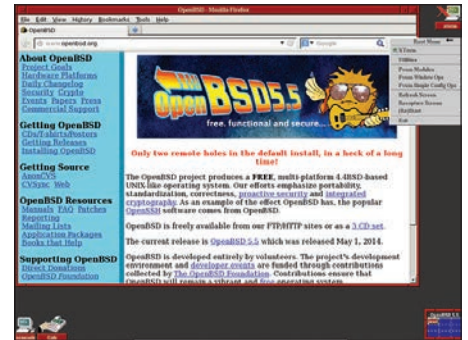 OpenBSD - Mozilla Firefox
File Edit View History Bookmarks Tools Help
OpenBSD
www.openbsd.org
Google
Root Menu
XTerm
Utilities
Fvwm Modules
Fvwm Window Ops
Fvwm Simple Config Ops
Refresh Screen
Recapture Screen
Exit
About OpenBSD
Project Goals
Hardware Platforms
Daily Changelog
Security Crypto
Events Papers Press
Commercial Support
Getting OpenBSD
CDs/T-shirts/Posters
Getting Releases
Installing OpenBSD
Getting Source
AnonCVS
CVSync Web
OpenBSD Resources
Manuals FAQ Patches
Reporting
Mailing Lists
Application Packages
Books that Help
Supporting OpenBSD
Direct Donations
OpenBSD Foundation
OpenBSD5.5
free, functional and secure...
Only two remote holes in the default install, in a heck of a long
time!
The OpenBSD project produces a FREE, multi-platform 4.4BSD-based
UNIX-like operating system. Our efforts emphasize portability,
standardization, correctness, proactive security and integrated
cryptography. As an example of the effect OpenBSD has, the popular
OpenSSH software comes from OpenBSD.
OpenBSD is freely available from our FTP/HTTP sites or as a 3 CD set.
The current release is OpenBSD 5.5 which was released May 1, 2014.
OpenBSD is developed entirely by volunteers. The project's development
environment and developer events are funded through contributions
collected by The OpenBSD Foundation. Contributions ensure that
OpenBSD will remain a vibrant and free operating system.
OpenBSD 5.5